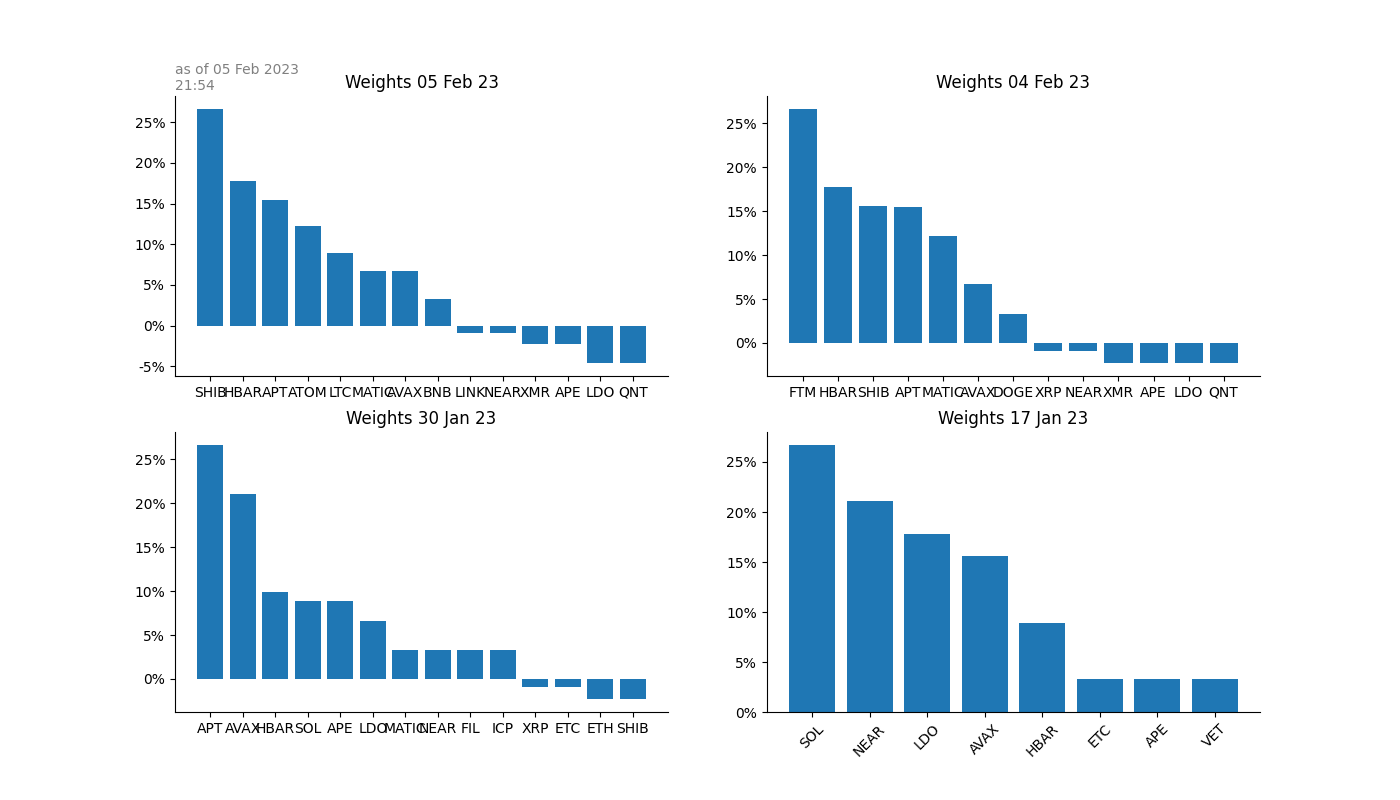 as of 05 Feb 2023
21:54
Weights 05 Feb 23
25%
20%
15%
10%
5%
0%
-5%
SHIB HBAR APT ATOM LTC MATIC AVAX BNB LINK NEAR XMR APE LDO QNT
Weights 04 Feb 23
25%
20%
15%
10%
5%
0%
FTM HBAR SHIB APT MATIC AVAX DOGE XRP NEAR XMR APE LDO QNT
Weights 30 Jan 23
25%
20%
15%
10%
5%
0%
APT AVAX HBAR SOL APE LDO MATIC NEAR FIL ICP XRP ETC ETH SHIB
Weights 17 Jan 23
25%
20%
15%
10%
5%
0%
SOL NEAR LDO AVAX HBAR ETC APE VET